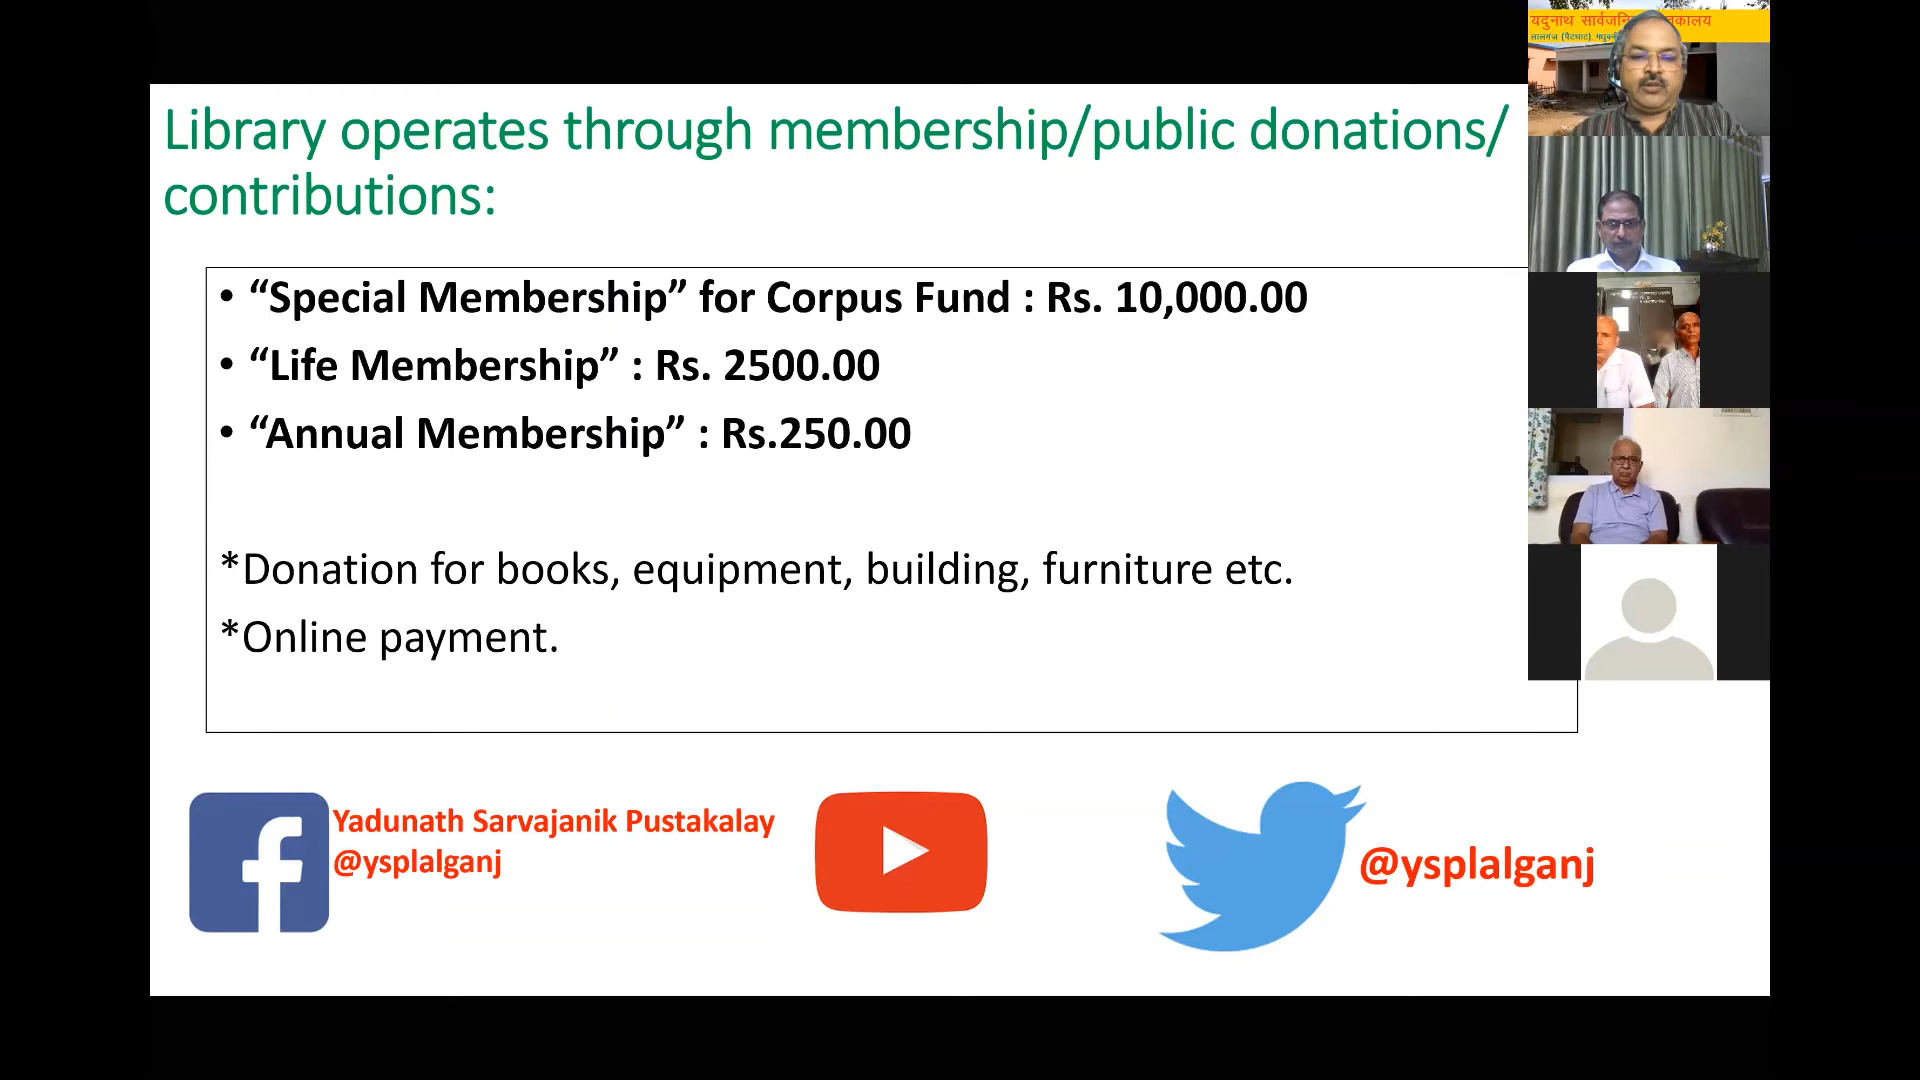 Library operates through membership/public donations/
contributions:
• “Special Membership” for Corpus Fund : Rs. 10,000.00
• “Life Membership” : Rs. 2500.00
• “Annual Membership” : Rs.250.00
*Donation for books, equipment, building, furniture etc.
*Online payment.
Yadunath Sarvajanik Pustakalay
@ysplalganj
@ysplalganj
यदुनाथ
लालगंज (पैटघाट),